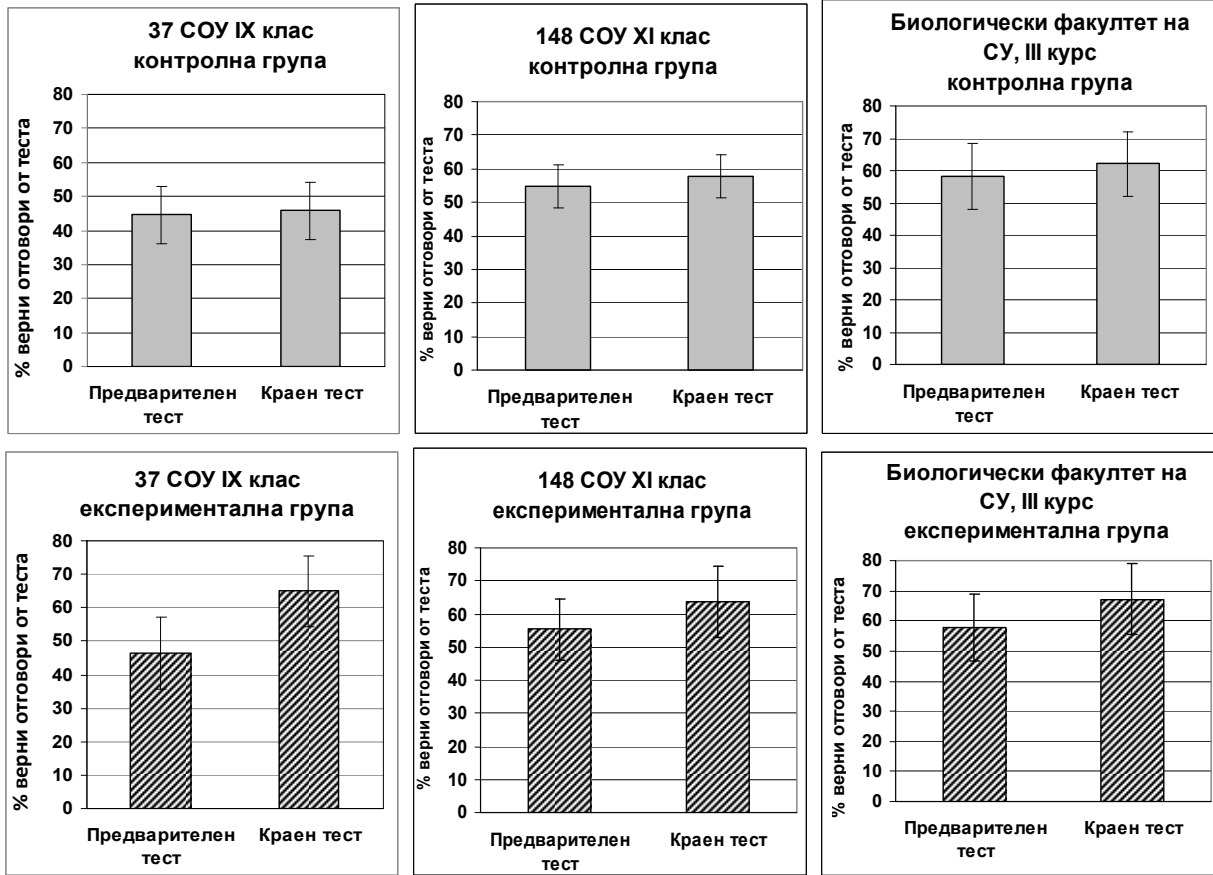 37 СОУ IX клас
контролна група
% верни отговори от теста
80
70
60
50
40
30
20
10
0
Предварителен
тест
Краен тест
148 СОУ XI клас
контролна група
% верни отговори от теста
80
70
60
50
40
30
20
10
0
Предварителен
тест
Краен тест
Биологически факултет на
СУ, III курс
контролна група
% верни отговори от теста
80
70
60
50
40
30
20
10
0
Предварителен
тест
Краен тест
37 СОУ IX клас
експериментална група
% верни отговори от теста
80
70
60
50
40
30
20
10
0
Предварителен
тест
Краен тест
148 СОУ XI клас
експериментална група
% верни отговори от теста
80
70
60
50
40
30
20
10
0
Предварителен
тест
Краен тест
Биологически факултет на
СУ, III курс
експериментална група
% верни отговори от теста
80
70
60
50
40
30
20
10
0
Предварителен
тест
Краен тест